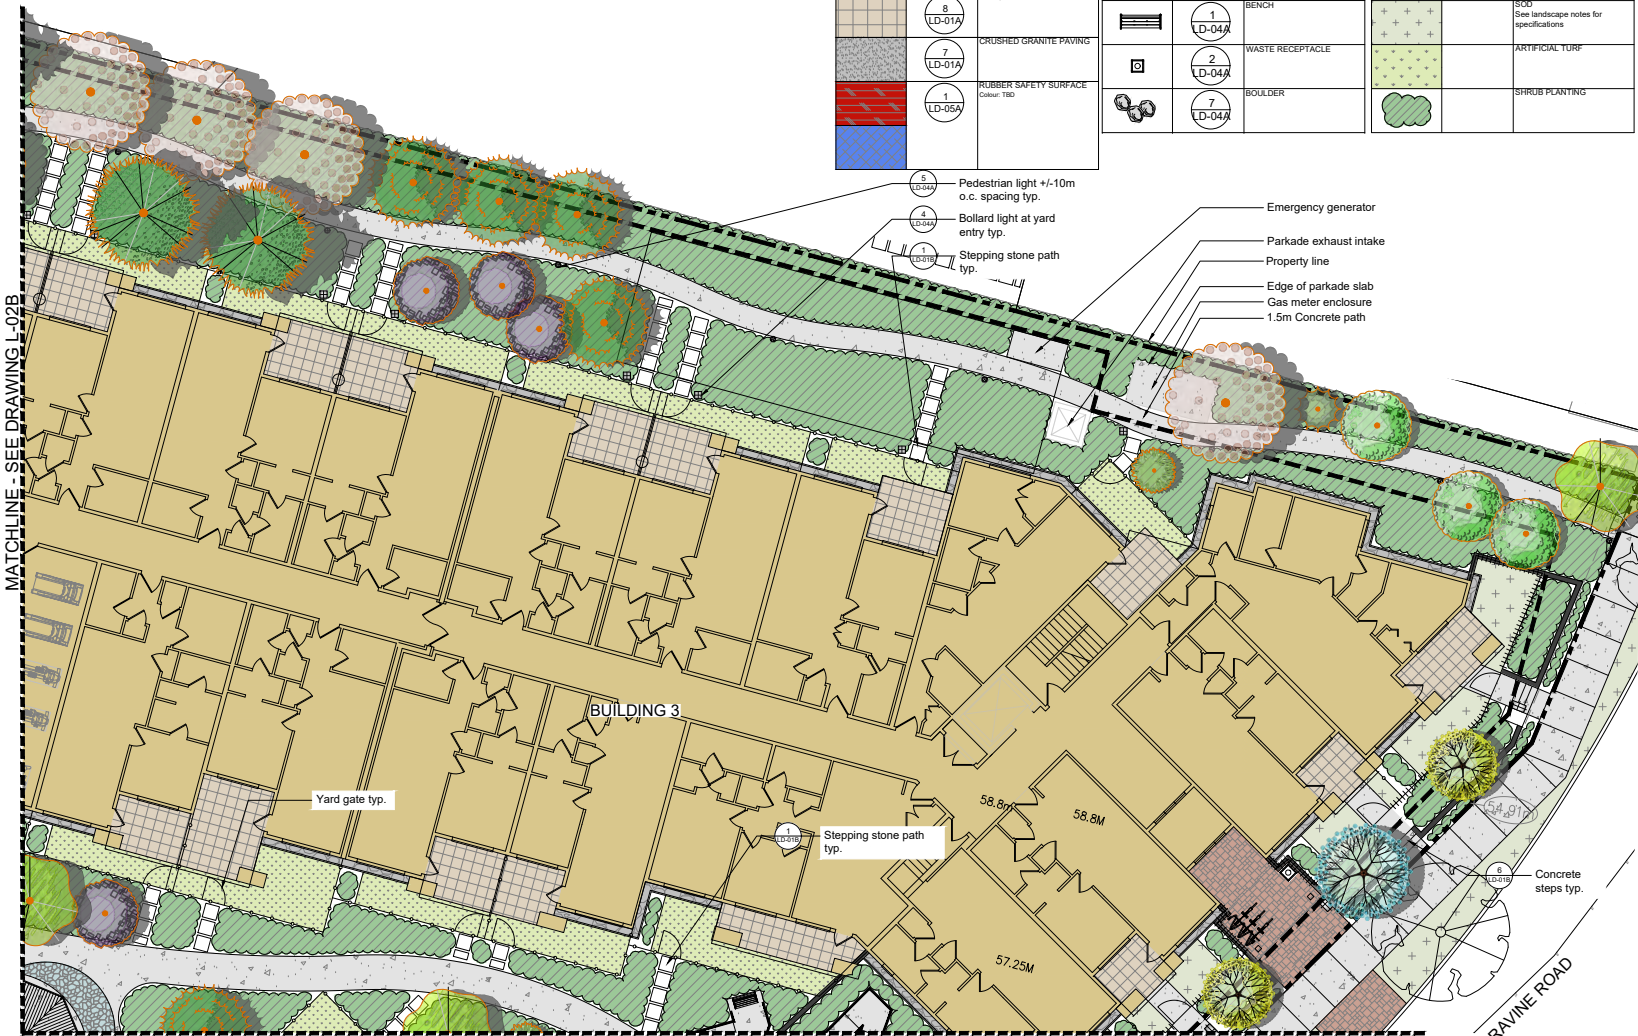 8
LD-01A
7
LD-01A
CRUSHED GRANITE PAVING
1
LD-05A
RUBBER SAFETY SURFACE
Colour: TBD
1
LD-04A
BENCH
2
LD-04A
WASTE RECEPTACLE
7
LD-04A
BOULDER
SOD
See landscape notes for
specifications
ARTIFICIAL TURF
SHRUB PLANTING
5
LD-04A
Pedestrian light +/-10m
o.c. spacing typ.
4
LD-04A
Bollard light at yard
entry typ.
1
LD-01B
Stepping stone path
typ.
Emergency generator
Parkade exhaust intake
Property line
Edge of parkade slab
Gas meter enclosure
1.5m Concrete path
MATCHLINE - SEE DRAWING L-02B
BUILDING 3
Yard gate typ.
1
LD-01B
Stepping stone path
typ.
58.8m
58.8M
57.25M
54.91m
6
LD-01B
Concrete
steps typ.
RAVINE ROAD